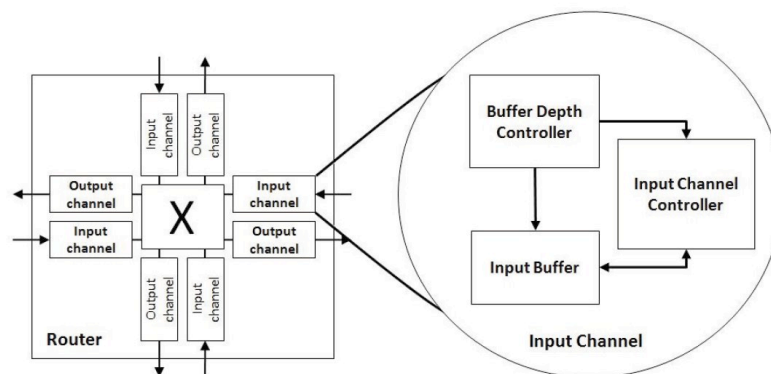 Input
channel
Output
channel
Output
channel
Input
channel
X
Input
channel
Output
channel
Output
channel
Input
channel
Router
Buffer Depth
Controller
Input Channel
Controller
Input Buffer
Input Channel